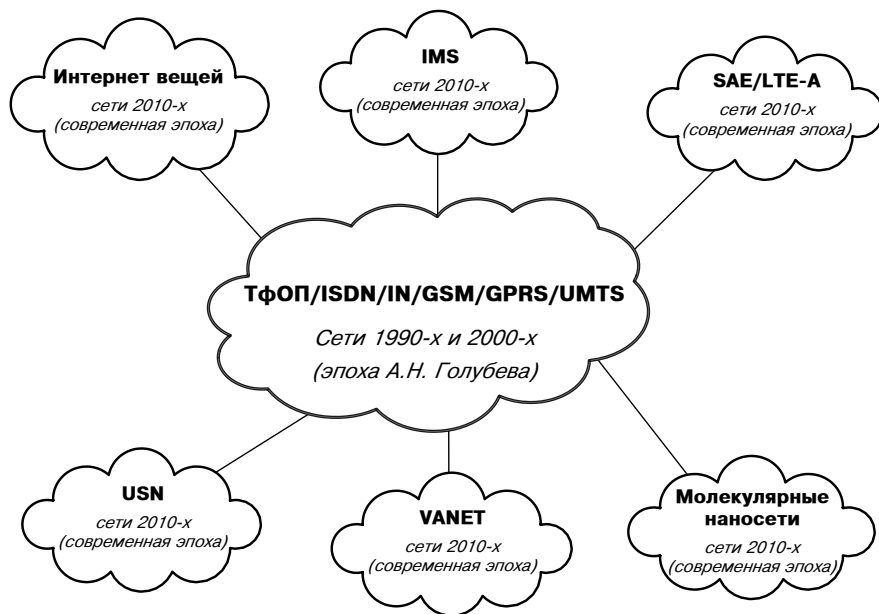 Интернет вещей
сети 2010-х
(современная эпоха)
IMS
сети 2010-х
(современная эпоха)
SAE/LTE-A
сети 2010-х
(современная эпоха)
ТфОП/ISDN/IN/GSM/GPRS/UMTS
Сети 1990-х и 2000-х
(эпоха А.Н. Голубева)
USN
сети 2010-х
(современная эпоха)
VANET
сети 2010-х
(современная эпоха)
Молекулярные
наносети
сети 2010-х
(современная эпоха)